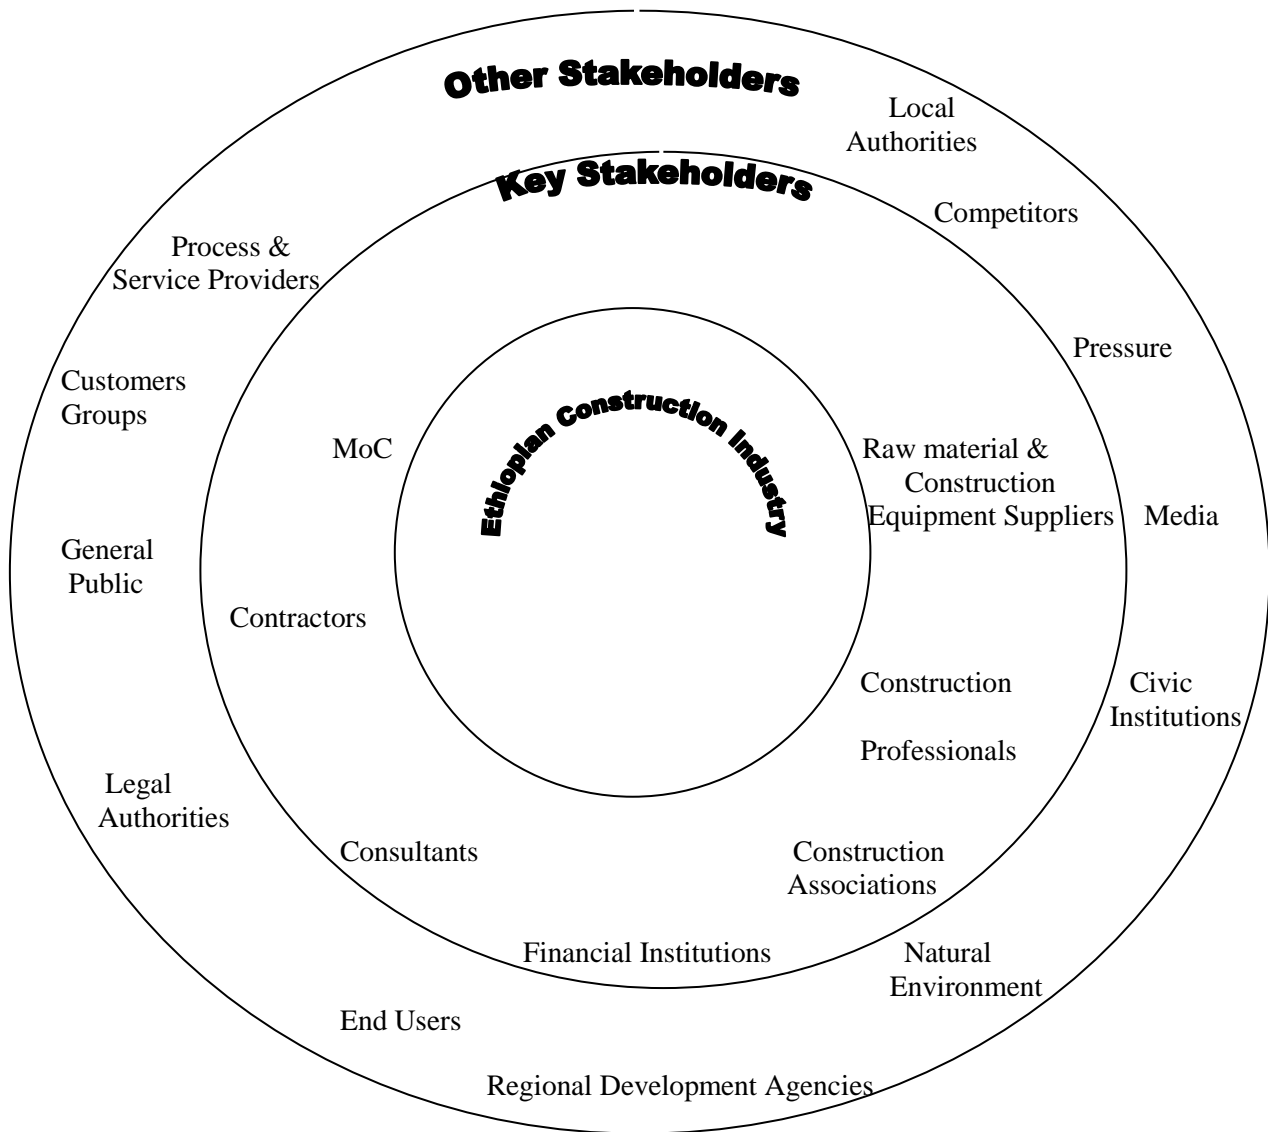 Other Stakeholders
Local
Authorities
Key Stakeholders
Competitors
Process &
Service Providers
Pressure
Customers
Groups
Ethiopian Construction Industry
MoC
Raw material &
Construction
Equipment Suppliers
Media
General
Public
Contractors
Construction
Professionals
Civic
Institutions
Legal
Authorities
Consultants
Construction
Associations
Financial Institutions
Natural
Environment
End Users
Regional Development Agencies